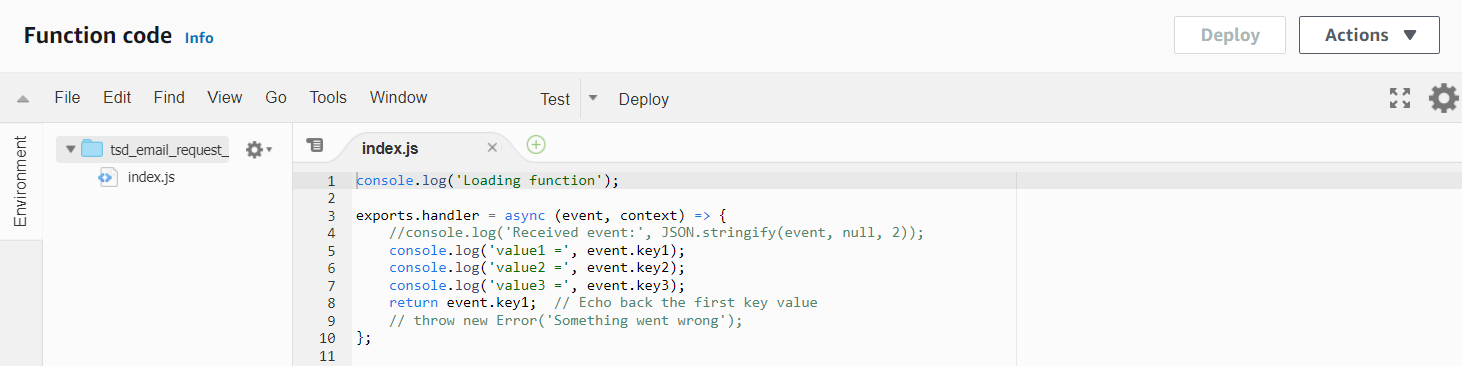 Function code Info Deploy Actions
File Edit Find View Go Tools Window Test Deploy
Environment
tsd_email_request_
index.js
index.js
1 console.log('Loading function');
2
3 exports.handler = async (event, context) => {
4     //console.log('Received event:', JSON.stringify(event, null, 2));
5     console.log('value1 =', event.key1);
6     console.log('value2 =', event.key2);
7     console.log('value3 =', event.key3);
8     return event.key1;  // Echo back the first key value
9     // throw new Error('Something went wrong');
10 };
11